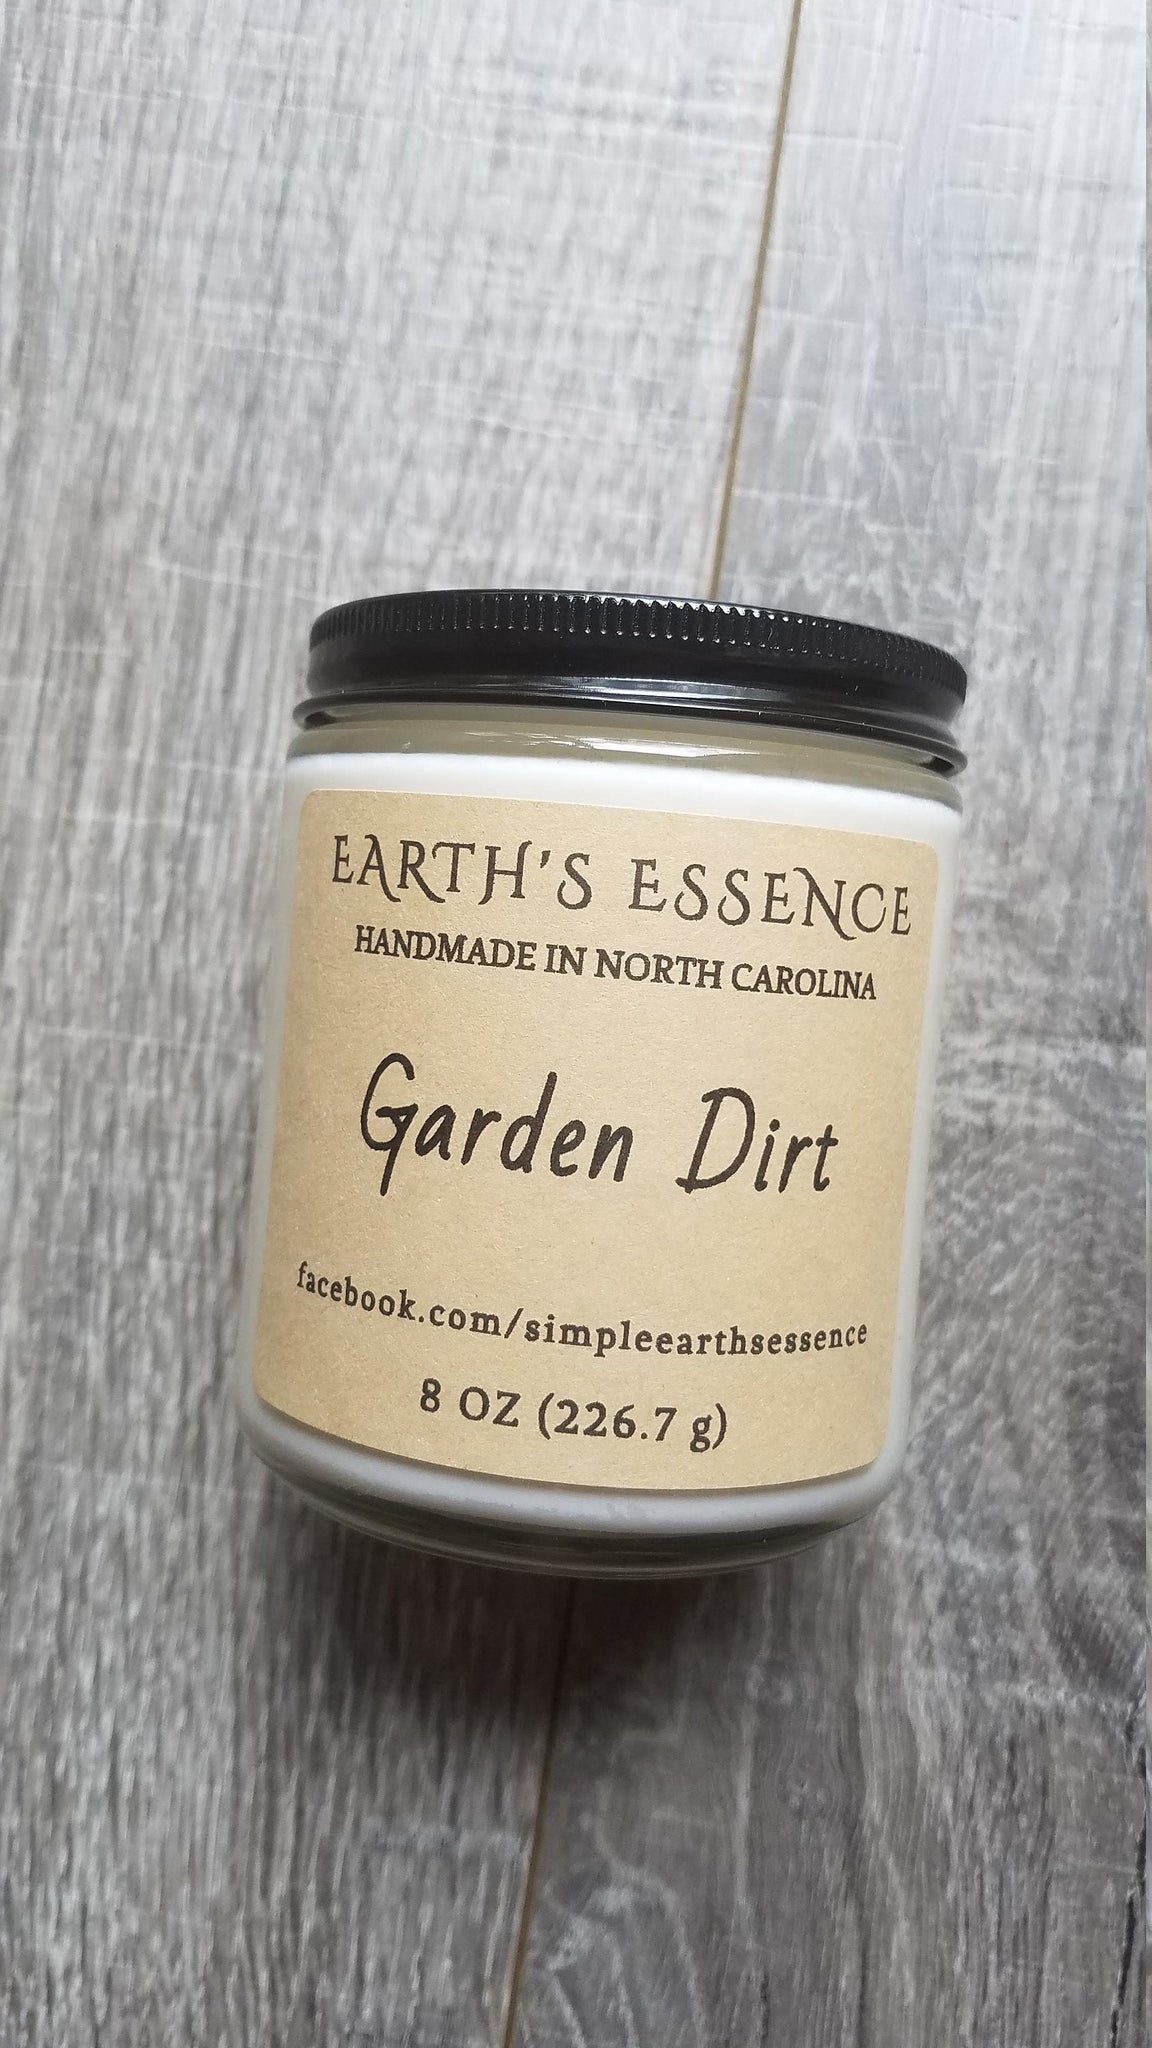 EARTH'S ESSENCE
HANDMADE IN NORTH CAROLINA
Garden Dirt
facebook.com/simpleearthsessence
8 OZ (226.7 g)